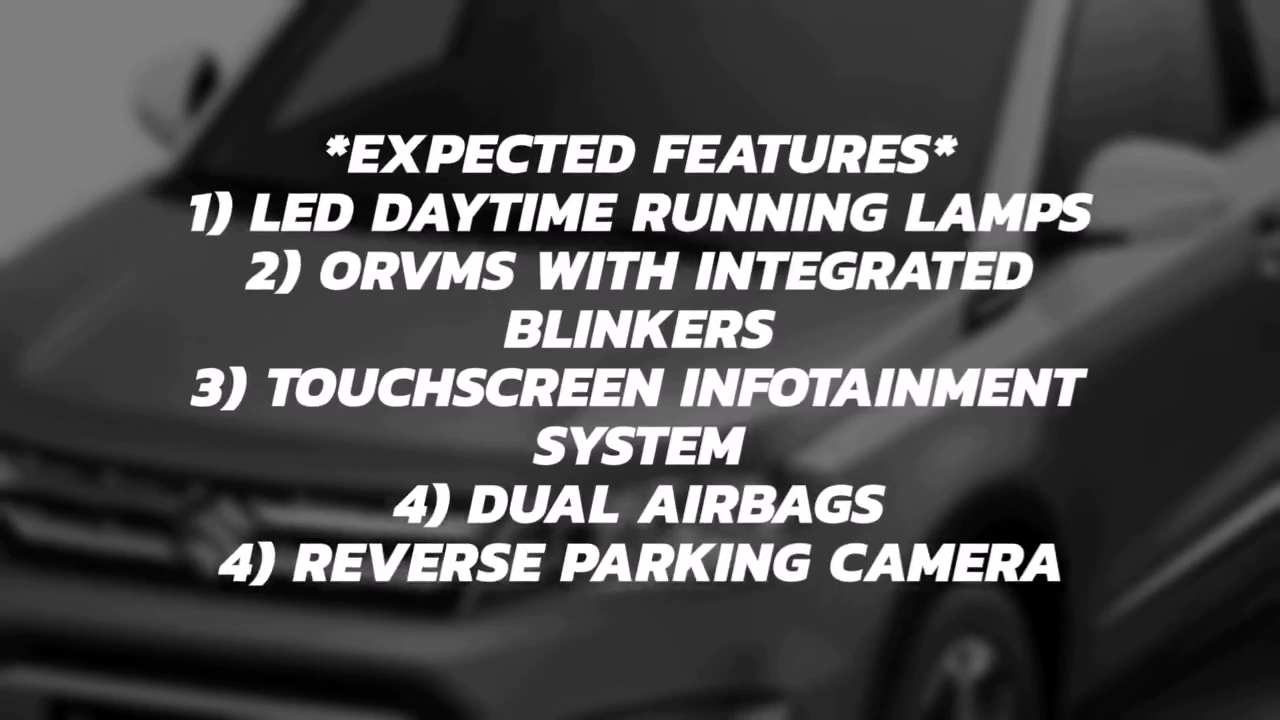 *EXPECTED FEATURES*
1) LED DAYTIME RUNNING LAMPS
2) ORVMS WITH INTEGRATED
BLINKERS
3) TOUCHSCREEN INFOTAINMENT
SYSTEM
4) DUAL AIRBAGS
4) REVERSE PARKING CAMERA